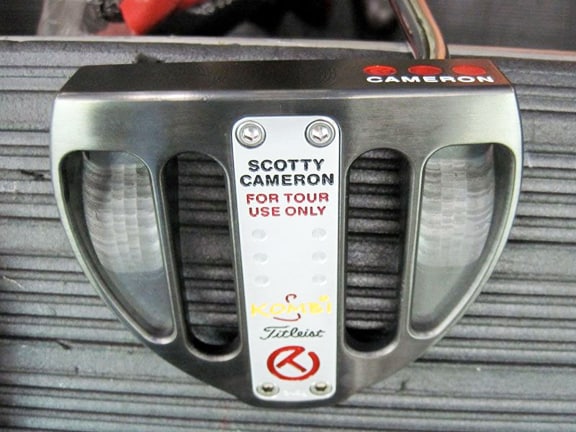 CAMERON
SCOTTY
CAMERON
FOR TOUR
USE ONLY
KOMBi
S
Titleist